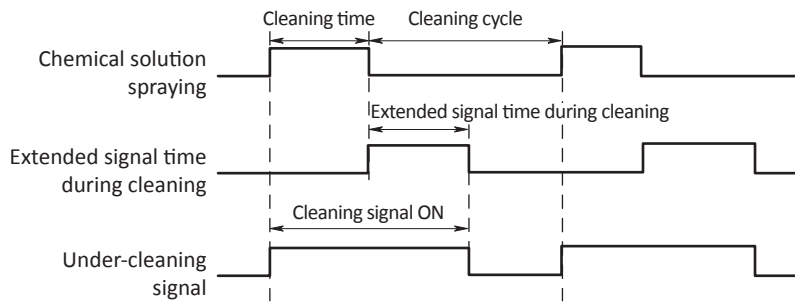 Cleaning time
Cleaning cycle
Chemical solution
spraying
Extended signal time during cleaning
Extended signal time
during cleaning
Cleaning signal ON
Under-cleaning
signal